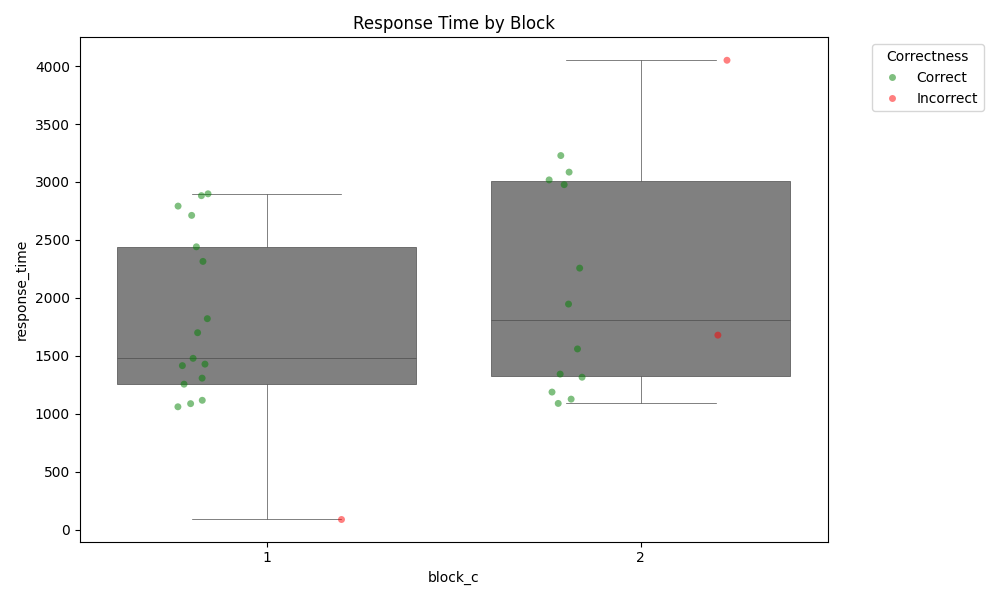 Response Time by Block
Correctness
Correct
Incorrect
response_time
4000
3500
3000
2500
2000
1500
1000
500
0
1
2
block_c